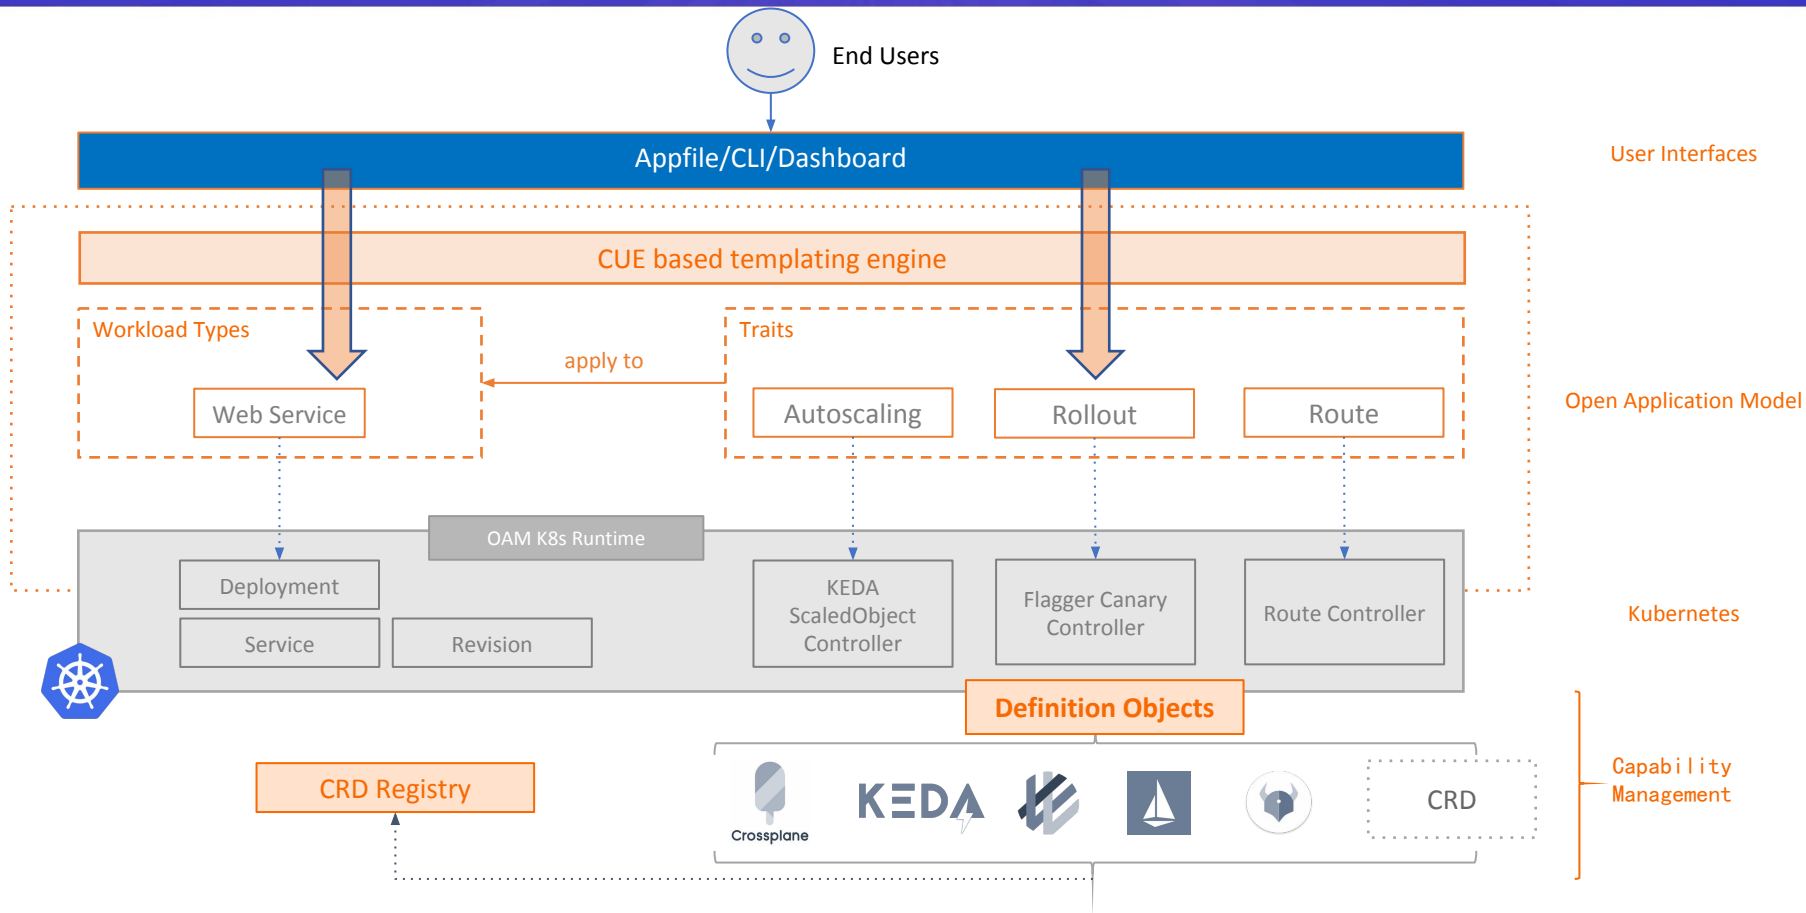 End Users
Appfile/CLI/Dashboard
User Interfaces
CUE based templating engine
Workload Types
Traits
apply to
Web Service
Autoscaling
Rollout
Route
Open Application Model
OAM K8s Runtime
Deployment
Service
Revision
KEDA
ScaledObject
Controller
Flagger Canary
Controller
Route Controller
Kubernetes
Definition Objects
CRD Registry
Crossplane
KEDA
CRD
Capability
Management